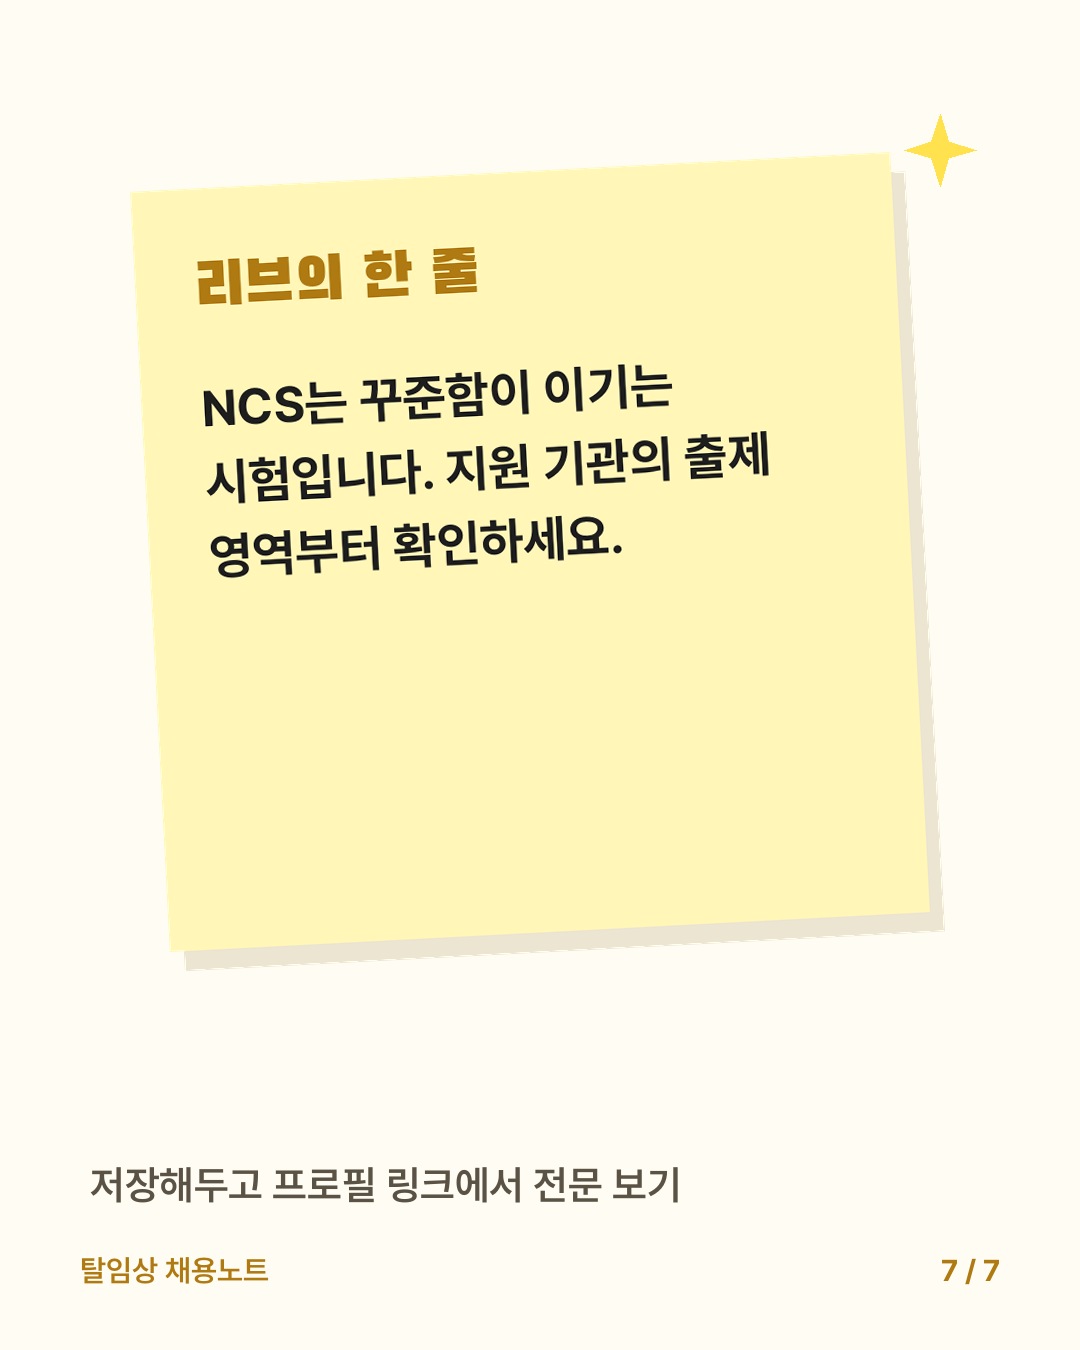 리브의 한 줄
NCS는 꾸준함이 이기는
시험입니다. 지원 기관의 출제
영역부터 확인하세요.
저장해두고 프로필 링크에서 전문 보기
탈임상 채용노트
7 / 7